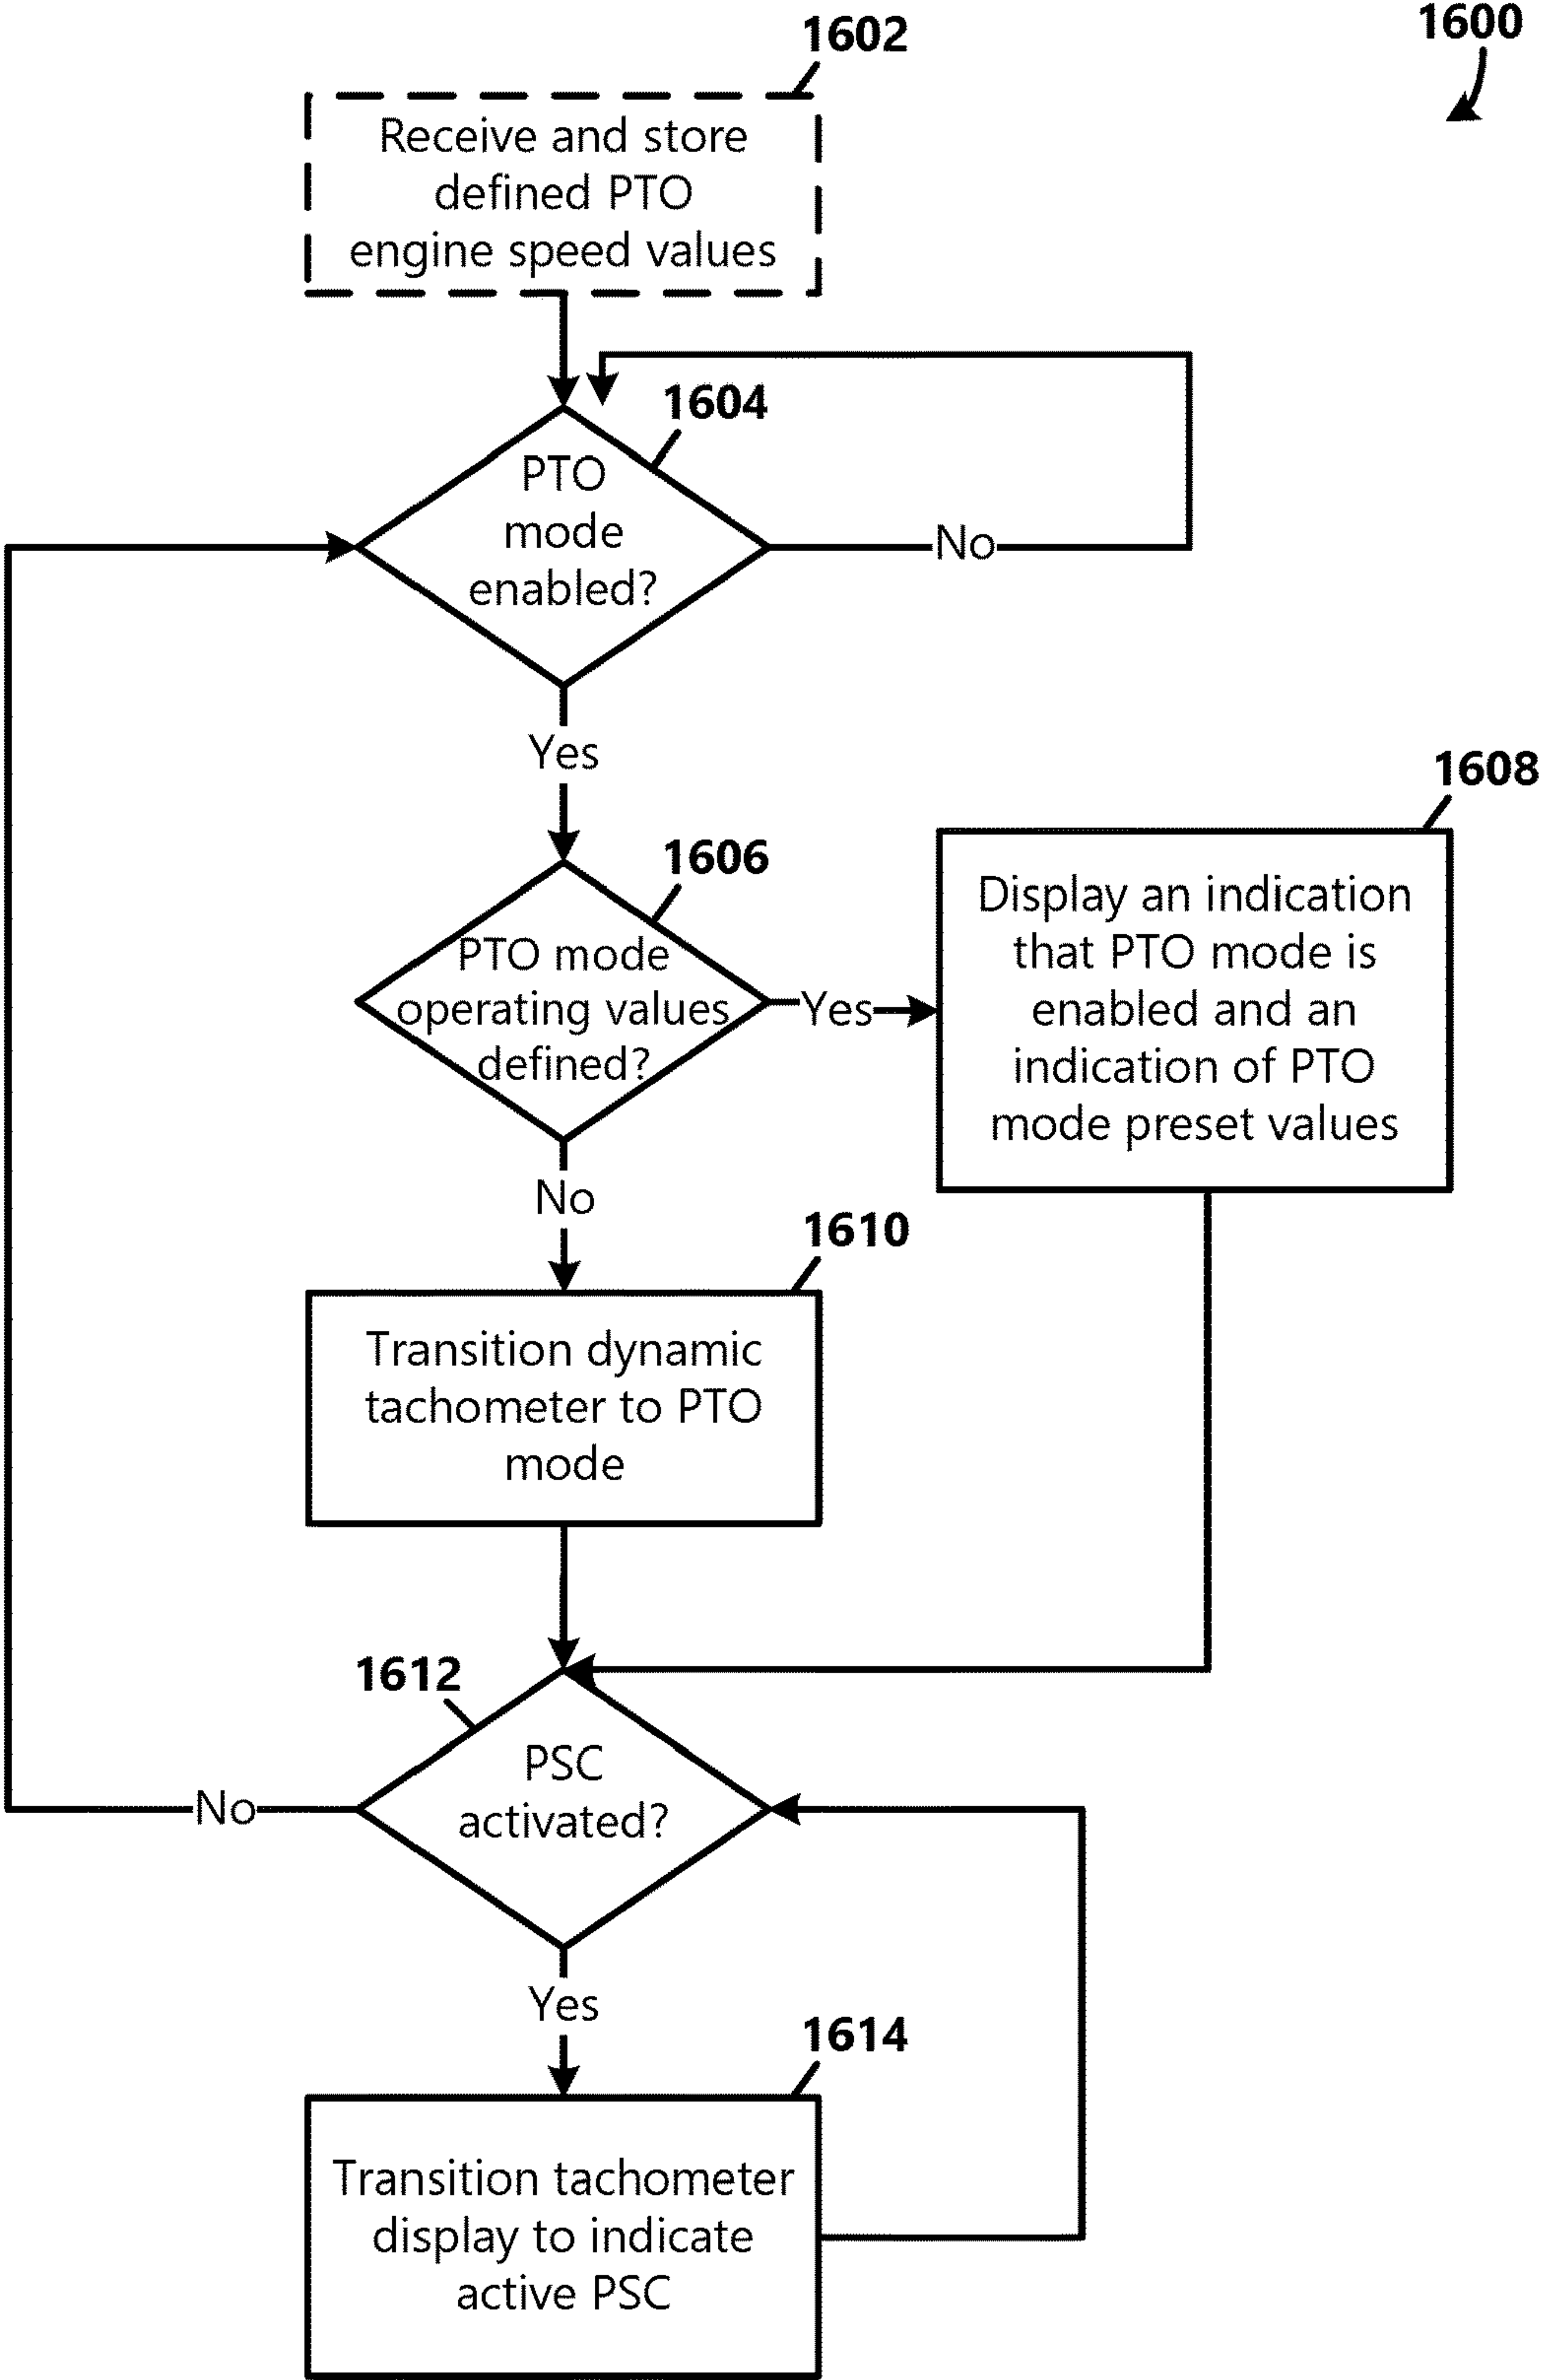 1600
1602
Receive and store
defined PTO
engine speed values
1604
PTO
mode
enabled?
No
Yes
1606
PTO mode
operating values
defined?
Yes
1608
Display an indication
that PTO mode is
enabled and an
indication of PTO
mode preset values
No
1610
Transition dynamic
tachometer to PTO
mode
1612
PSC
activated?
No
Yes
1614
Transition tachometer
display to indicate
active PSC